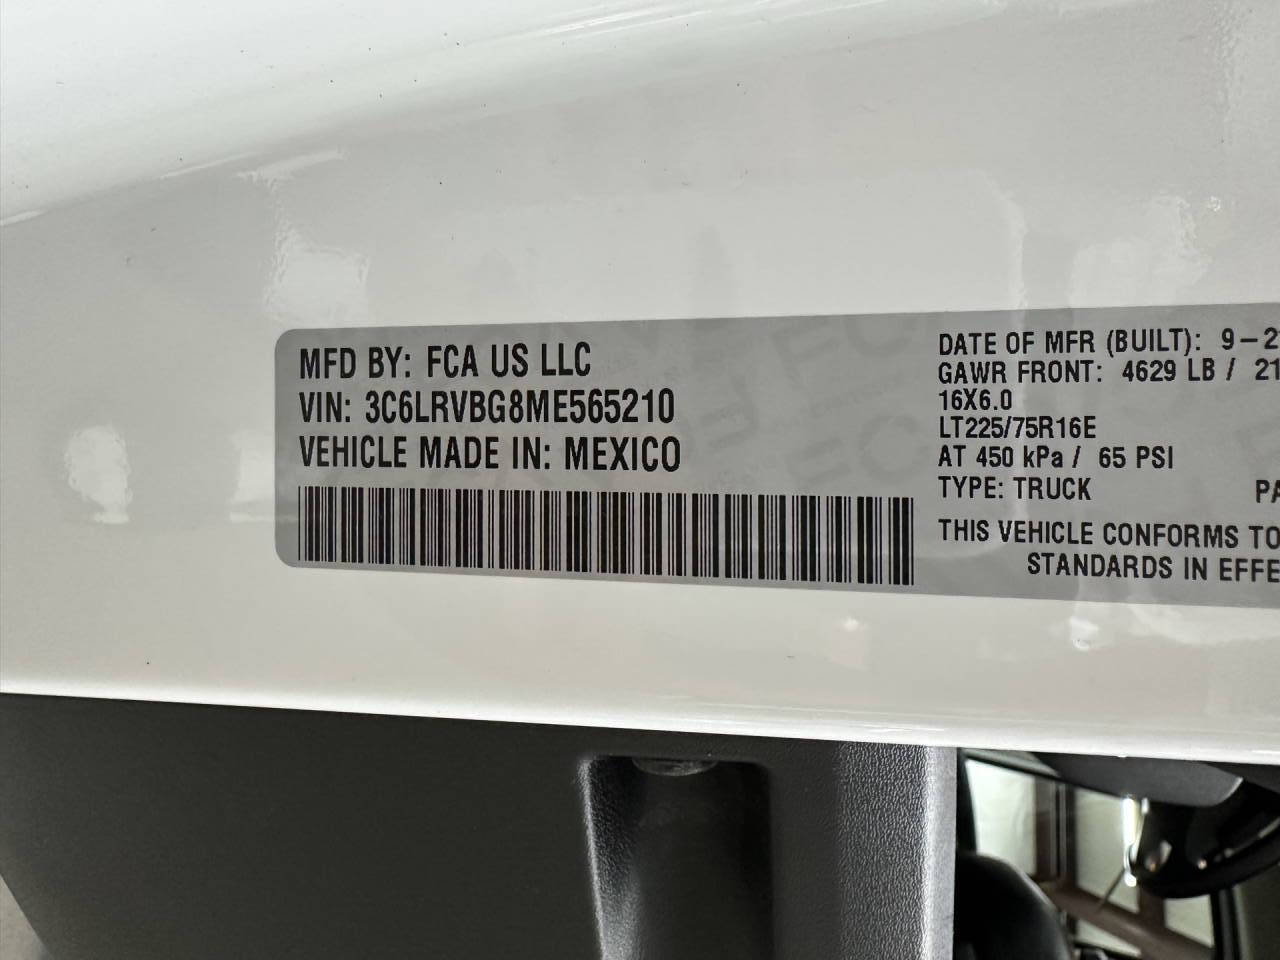 MFD BY: FCA US LLC
VIN: 3C6LRVBG8ME565210
VEHICLE MADE IN: MEXICO
DATE OF MFR (BUILT): 9-2
GAWR FRONT: 4629 LB / 21
16X6.0
LT225/75R16E
AT 450 kPa / 65 PSI
TYPE: TRUCK PA
THIS VEHICLE CONFORMS TO
STANDARDS IN EFFE